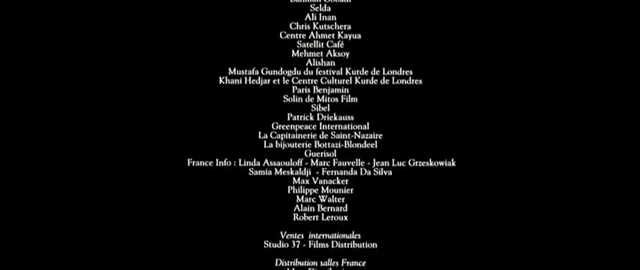 Selda
Ali Inan
Chris Kutschera
Centre Ahmet Kayua
Satellit Café
Mehmet Aksoy
Alishan
Mustafa Gundogdu du festival Kurde de Londres
Khani Hedjar et le Centre Culturel Kurde de Londres
Paris Benjamin
Solin de Mitos Film
Sibel
Patrick Driekauss
Greenpeace International
La Capitainerie de Saint-Nazaire
La bijouterie Bottazi-Blondeel
Guerisol
France Info : Linda Assaouloff - Marc Fauvelle - Jean Luc Grzeskowiak
Samia Meskaldji - Fernanda Da Silva
Max Vanacker
Philippe Mounier
Marc Walter
Alain Bernard
Robert Leroux
Ventes internationales
Studio 37 - Films Distribution
Distribution salles France